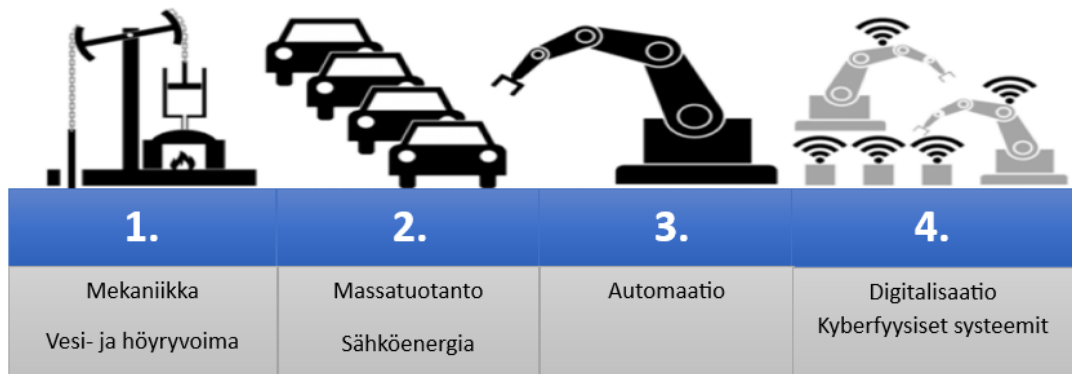 1.
2.
3.
4.
Mekaniikka
Vesi- ja höyryvoima
Massatuotanto
Sähköenergia
Automaatio
Digitalisaatio
Kyberfyysiset systeemit